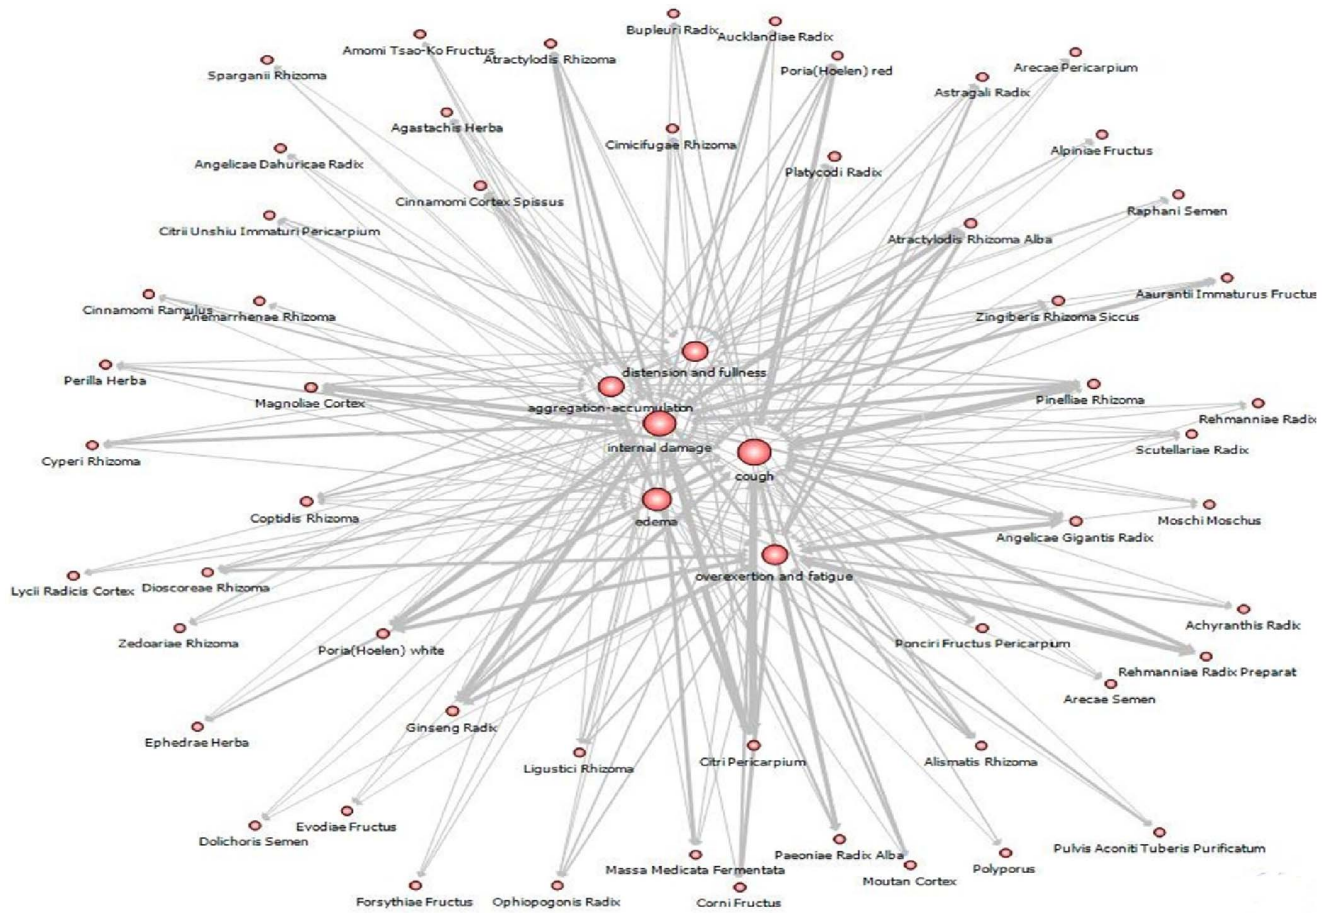 Bupleuri Radix
Aucklandiae Radix
Amomi Tsao-Ko Fructus
Atractylodis Rhizoma
Poria(Hoelen) red
Arecae Pericarpium
Sparganii Rhizoma
Astragali Radix
Agastachis Herba
Cimicifugae Rhizoma
Alpiniae Fructus
Angelicae Dahuricae Radix
Platycodi Radix
Cinnamomi Cortex Spissus
Raphani Semen
Citrii Unshiu Immaturi Pericarpium
Atractylodis Rhizoma Alba
Aaurantii Immaturus Fructus
Cinnamomi Ramulus
Anemarrhenae Rhizoma
Zingiberis Rhizoma Siccus
distension and fullness
Perilla Herba
Magnoliae Cortex
aggregation-accumulation
Pinelliae Rhizoma
Rehmanniae Radix
internal damage
Scutellariae Radix
Cyperi Rhizoma
cough
Coptidis Rhizoma
edema
Moschi Moschus
Angelicae Gigantis Radix
overexertion and fatigue
Lycii Radicis Cortex
Dioscoreae Rhizoma
Achyranthis Radix
Zedoariae Rhizoma
Poria(Hoelen) white
Ponciri Fructus Pericarpium
Rehmanniae Radix Preparat
Arecae Semen
Ephedrae Herba
Ginseng Radix
Ligustici Rhizoma
Citri Pericarpium
Alismatis Rhizoma
Dolichoris Semen
Evodiae Fructus
Massa Medicata Fermentata
Paeoniae Radix Alba
Moutan Cortex
Polyporus
Pulvis Aconiti Tuberis Purificatum
Forsythiae Fructus
Ophiopogonis Radix
Corni Fructus